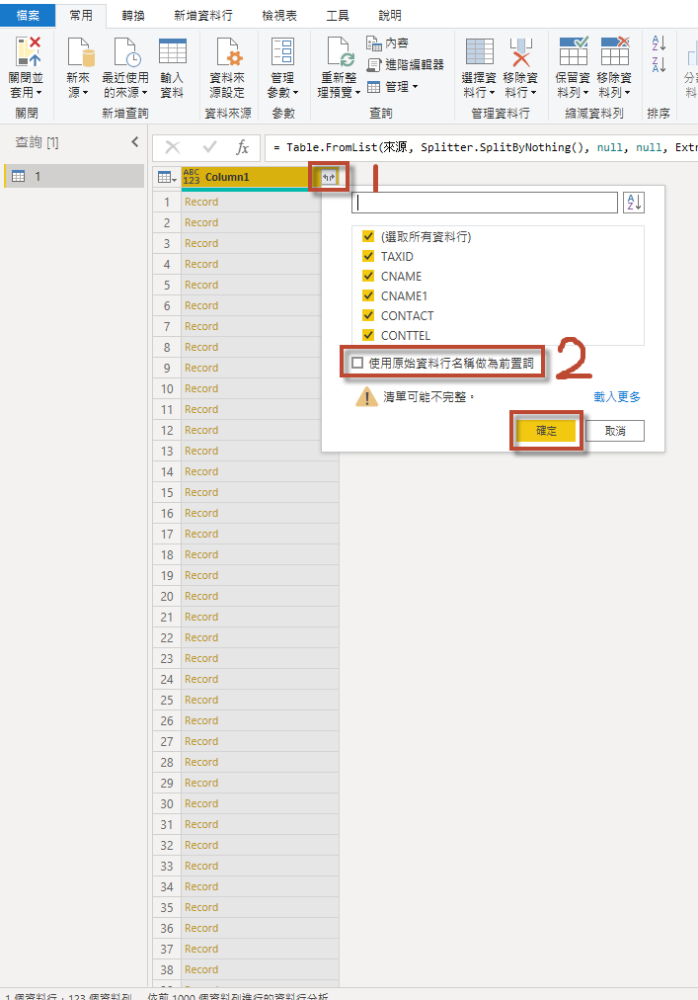 檔案 常用 轉換 新增資料行 檢視表 工具 說明
關閉並
套用
新來
源
最近使用
的來源
輸入
資料
資料來
源設定
管理
參數
重新整
理預覽
內容
進階編輯器
管理
選擇資
料行
移除資
料行
保留資
料列
移除資
料列
關閉 新增查詢 資料來源 參數 查詢 管理資料行 縮減資料列 排序
查詢 [1]
1
fx
= Table.FromList(來源, Splitter.SplitByNothing(), null, null, Extr
ABC
123
Column1
1
(選取所有資料行)
TAXID
CNAME
CNAME1
CONTACT
CONTTEL
使用原始資料行名稱做為前置詞
2
清單可能不完整。
載入更多
確定
取消
1 Record
2 Record
3 Record
4 Record
5 Record
6 Record
7 Record
8 Record
9 Record
10 Record
11 Record
12 Record
13 Record
14 Record
15 Record
16 Record
17 Record
18 Record
19 Record
20 Record
21 Record
22 Record
23 Record
24 Record
25 Record
26 Record
27 Record
28 Record
29 Record
30 Record
31 Record
32 Record
33 Record
34 Record
35 Record
36 Record
37 Record
38 Record
1 個資料行，123 個資料列 依前 1000 個資料列進行的資料行分析